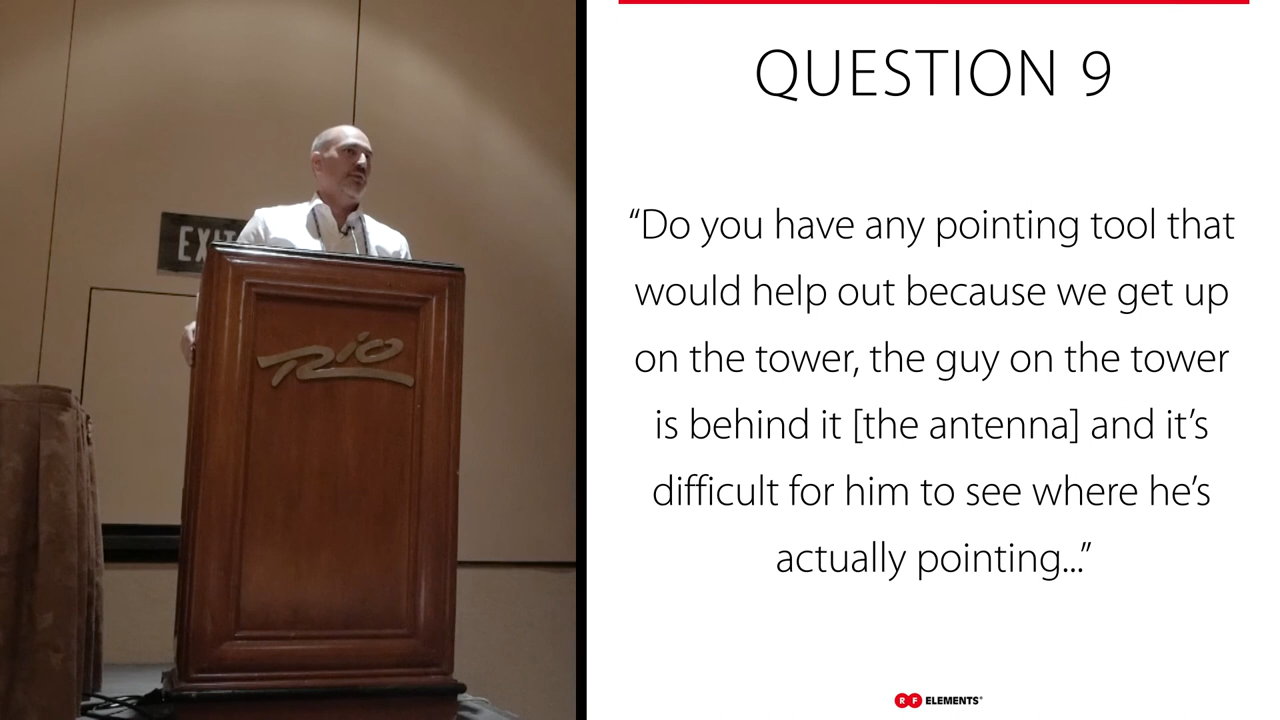 EXIT
Rio
QUESTION 9
“Do you have any pointing tool that
would help out because we get up
on the tower, the guy on the tower
is behind it [the antenna] and it’s
difficult for him to see where he’s
actually pointing...”
RF ELEMENTS®